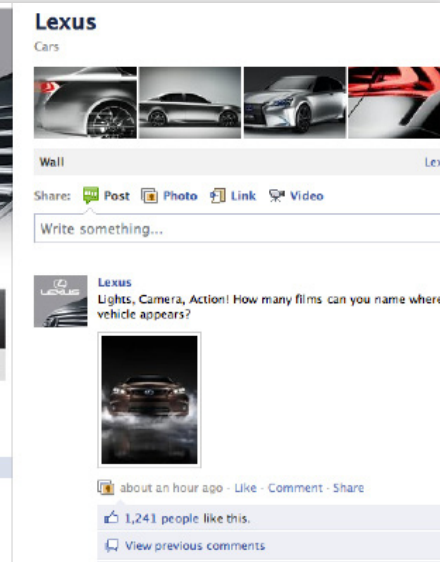 Lexus
Cars
Wall
Lex
Share: Post Photo Link Video
Write something...
LEXUS
Lexus
Lights, Camera, Action! How many films can you name where
vehicle appears?
about an hour ago · Like · Comment · Share
1,241 people like this.
View previous comments